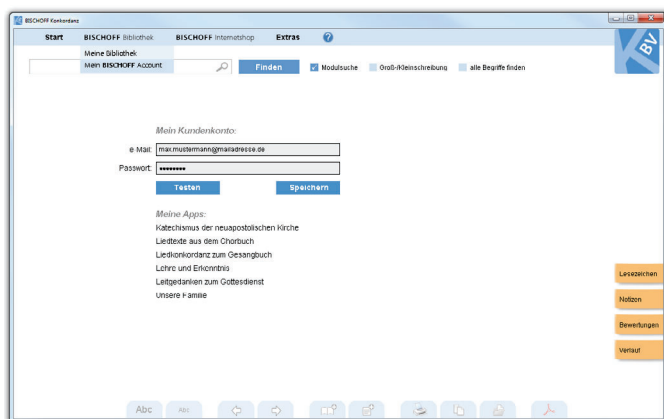 BISCHOFF Konkordanz
Start BISCHOFF Bibliothek BISCHOFF Internetshop Extras ?
Meine Bibliothek
Mein BISCHOFF Account
Finden Modulsuche Groß-/Kleinschreibung alle Begriffe finden
BV
Mein Kundenkonto:
e-Mail: max.mustermann@mailadresse.de
Passwort: ••••••••
Testen Speichern
Meine Apps:
Katechismus der neuapostolischen Kirche
Liedtexte aus dem Chorbuch
Liedkonkordanz zum Gesangbuch
Lehre und Erkenntnis
Leitgedanken zum Gottesdienst
Unsere Familie
Lesezeichen
Notizen
Bewertungen
Verlauf
Abc Abc